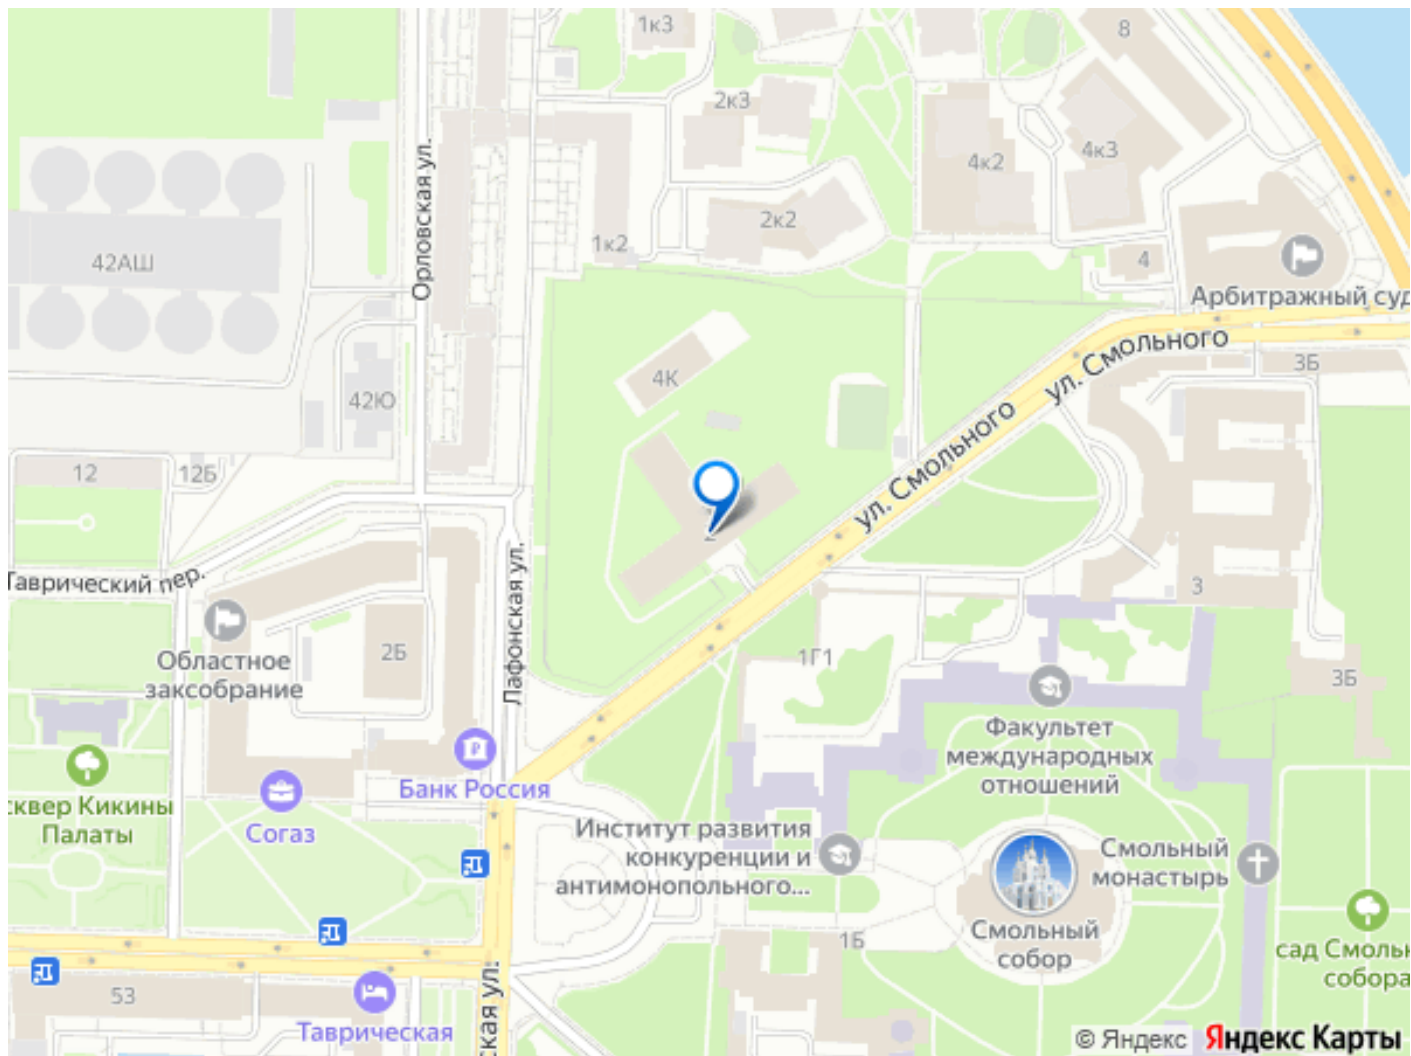 1к3
8
2к3
4к2
4к3
Орловская ул.
2к2
1к2
42АШ
4
Арбитражный суд
ул. Смольного
3Б
4К
42Ю
ул. Смольного
12
12Б
2
Таврический пер.
Лафонская ул.
3
Областное
заксобрание
2Б
1Г1
3Б
Факультет
международных
отношений
Банк Россия
сквер Кикины
Палаты
Согаз
Институт развития
конкуренции и
антимонопольного...
Смольный
монастырь
Смольный
собор
1Б
сад Смольн
собора
53
Таврическая
ская ул.
© Яндекс Яндекс Карты